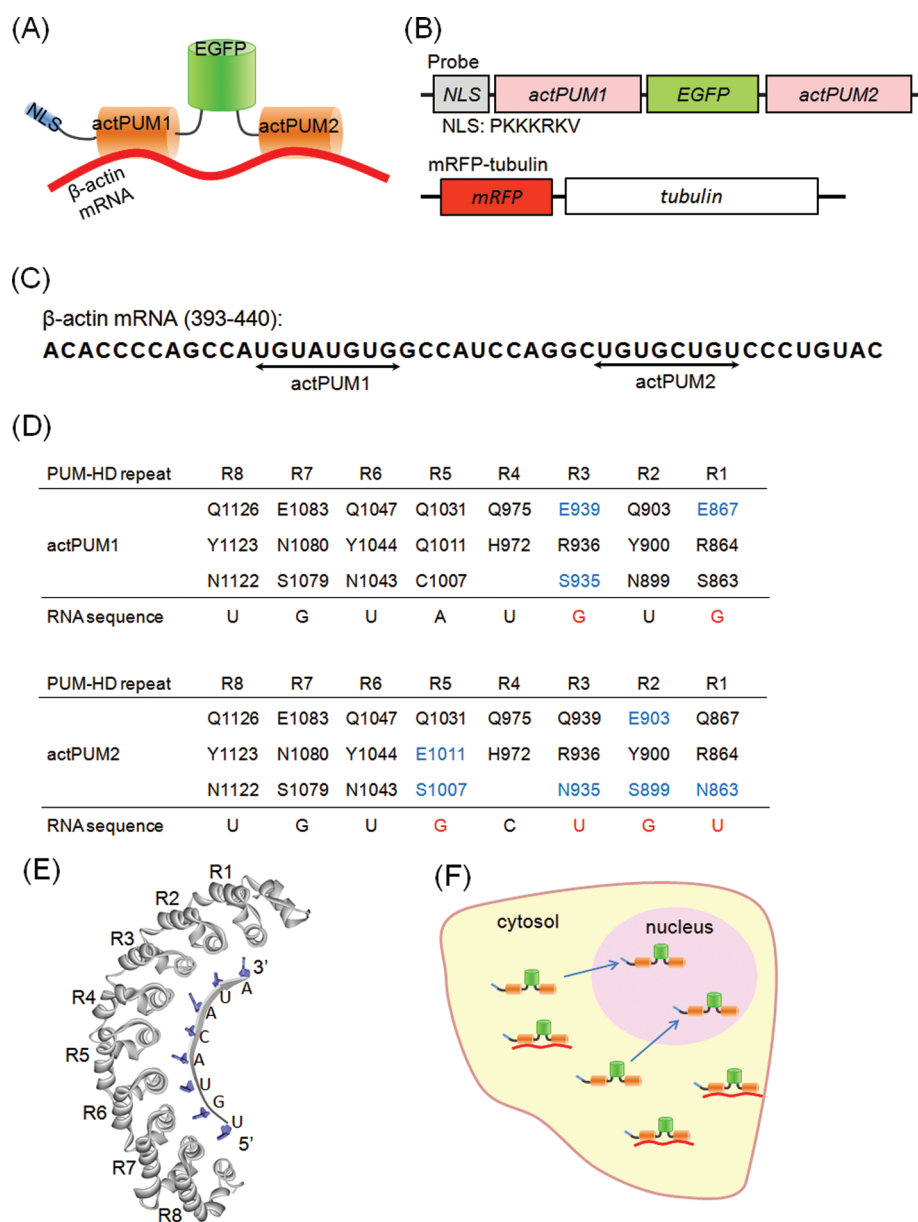 (A)
EGFP
NLS
actPUM1
actPUM2
β-actin
mRNA
(B)
Probe
NLS actPUM1 EGFP actPUM2
NLS: PKKKRKV
mRFP-tubulin
mRFP tubulin
(C)
β-actin mRNA (393-440):
ACACCCCAGCCAUGUAUGUGGCCAUCCAGGCUGUGCUGUCCCUGUAC
actPUM1 actPUM2
(D)
PUM-HD repeat R8 R7 R6 R5 R4 R3 R2 R1
Q1126 E1083 Q1047 Q1031 Q975 E939 Q903 E867
actPUM1 Y1123 N1080 Y1044 Q1011 H972 R936 Y900 R864
N1122 S1079 N1043 C1007 S935 N899 S863
RNA sequence U G U A U G U G
PUM-HD repeat R8 R7 R6 R5 R4 R3 R2 R1
Q1126 E1083 Q1047 Q1031 Q975 Q939 E903 Q867
actPUM2 Y1123 N1080 Y1044 E1011 H972 R936 Y900 R864
N1122 S1079 N1043 S1007 N935 S899 N863
RNA sequence U G U G C U G U
(E)
R1
R2
R3
R4
R5
R6
R7
R8
3’
A
U
A
C
A
U
G
U
5’
(F)
cytosol
nucleus